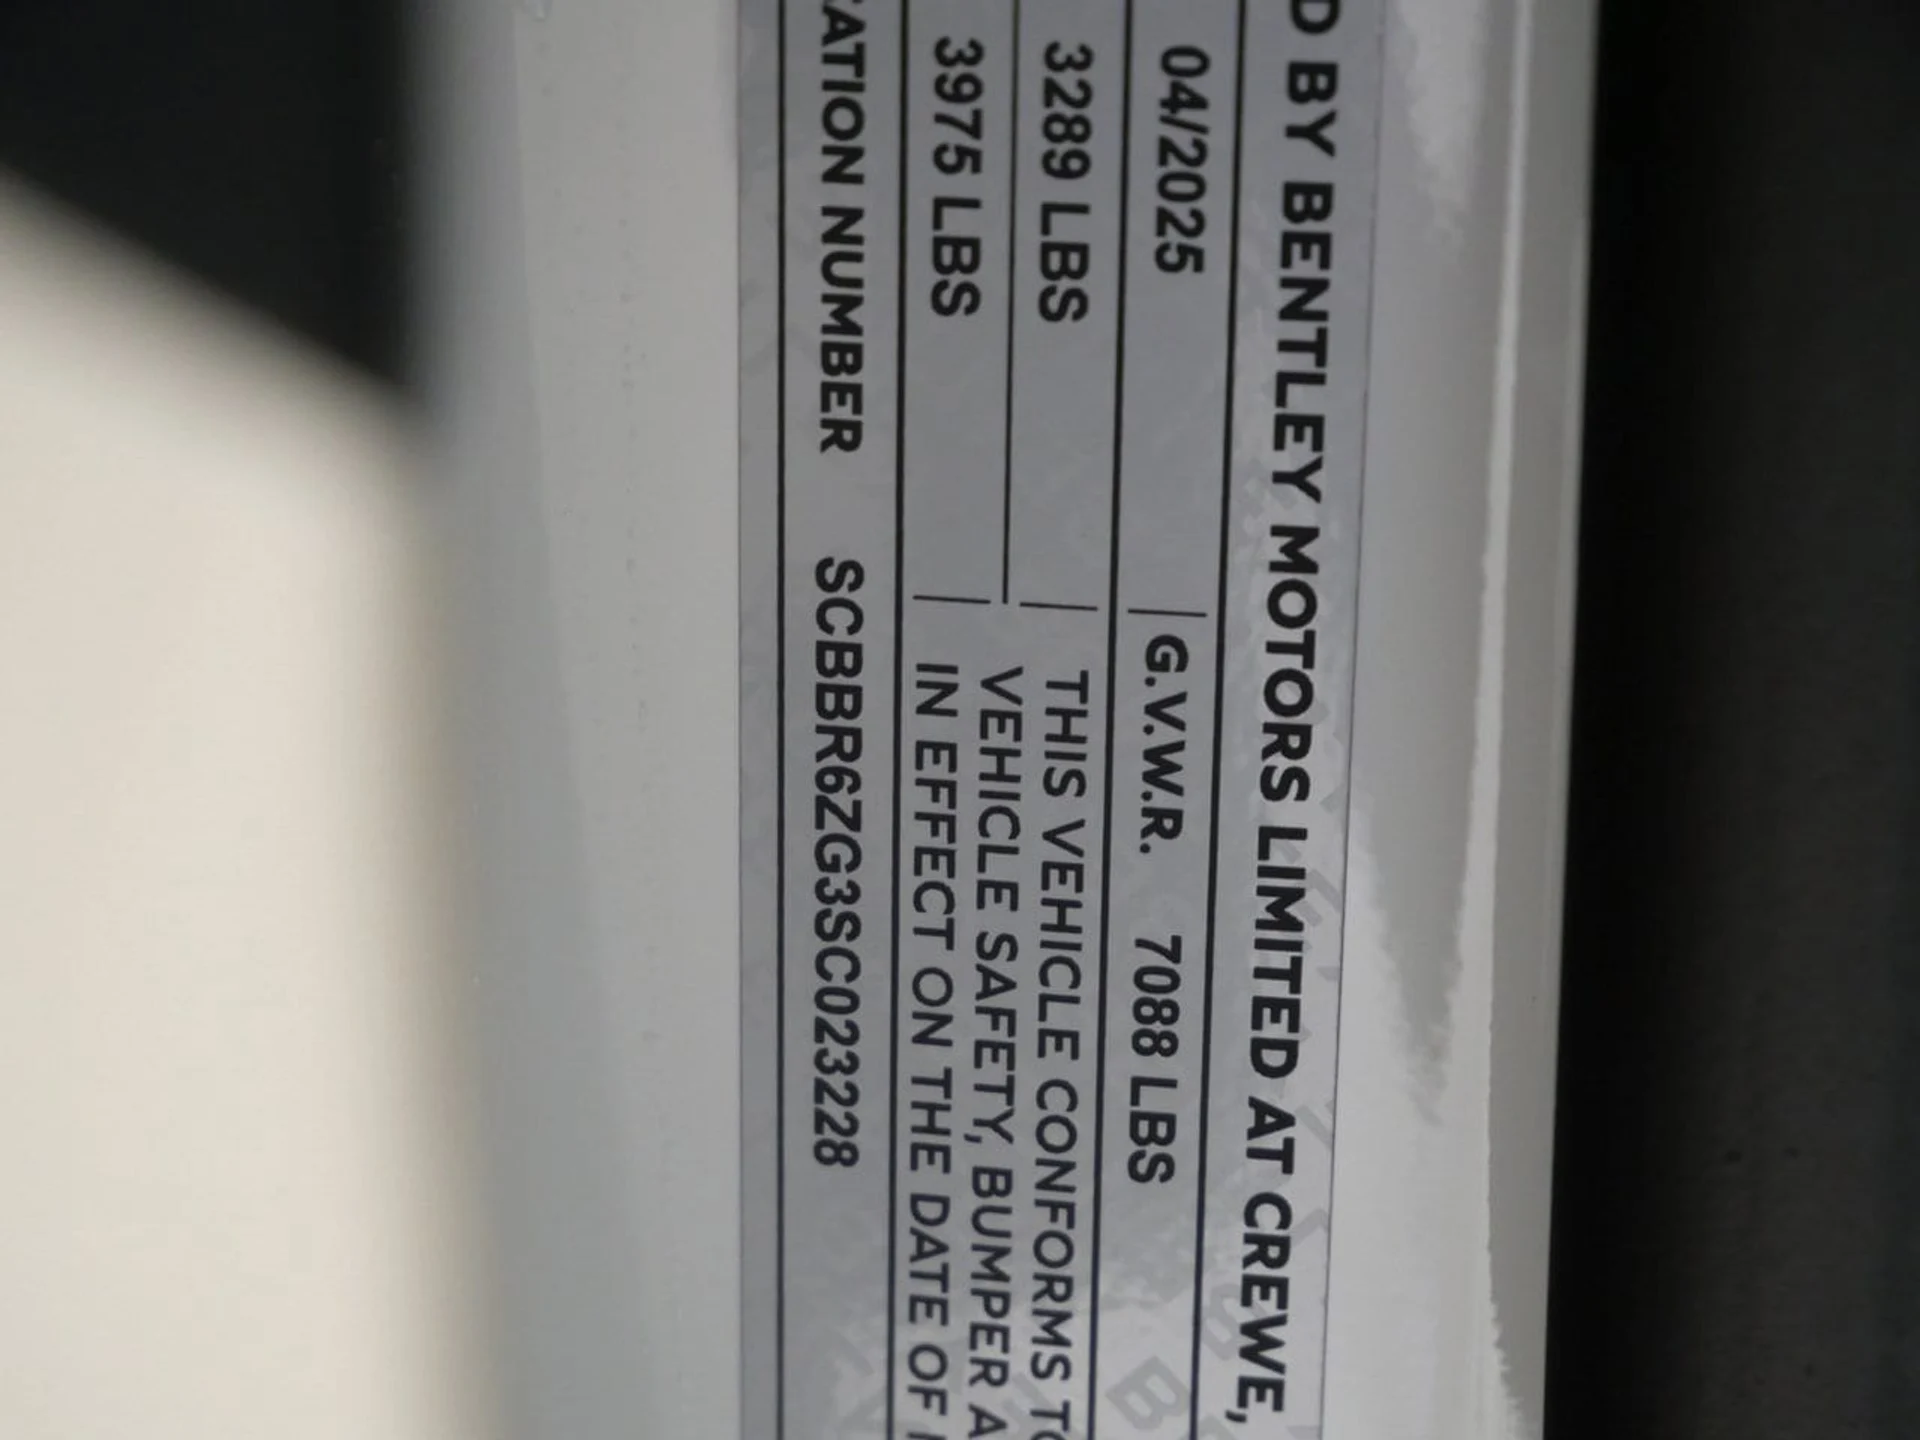 D BY BENTLEY MOTORS LIMITED AT CREWE,
04/2025 G.V.W.R. 7088 LBS
3289 LBS THIS VEHICLE CONFORMS TO
VEHICLE SAFETY, BUMPER A
3975 LBS IN EFFECT ON THE DATE OF
CATION NUMBER SCBBR6ZG3SC023228